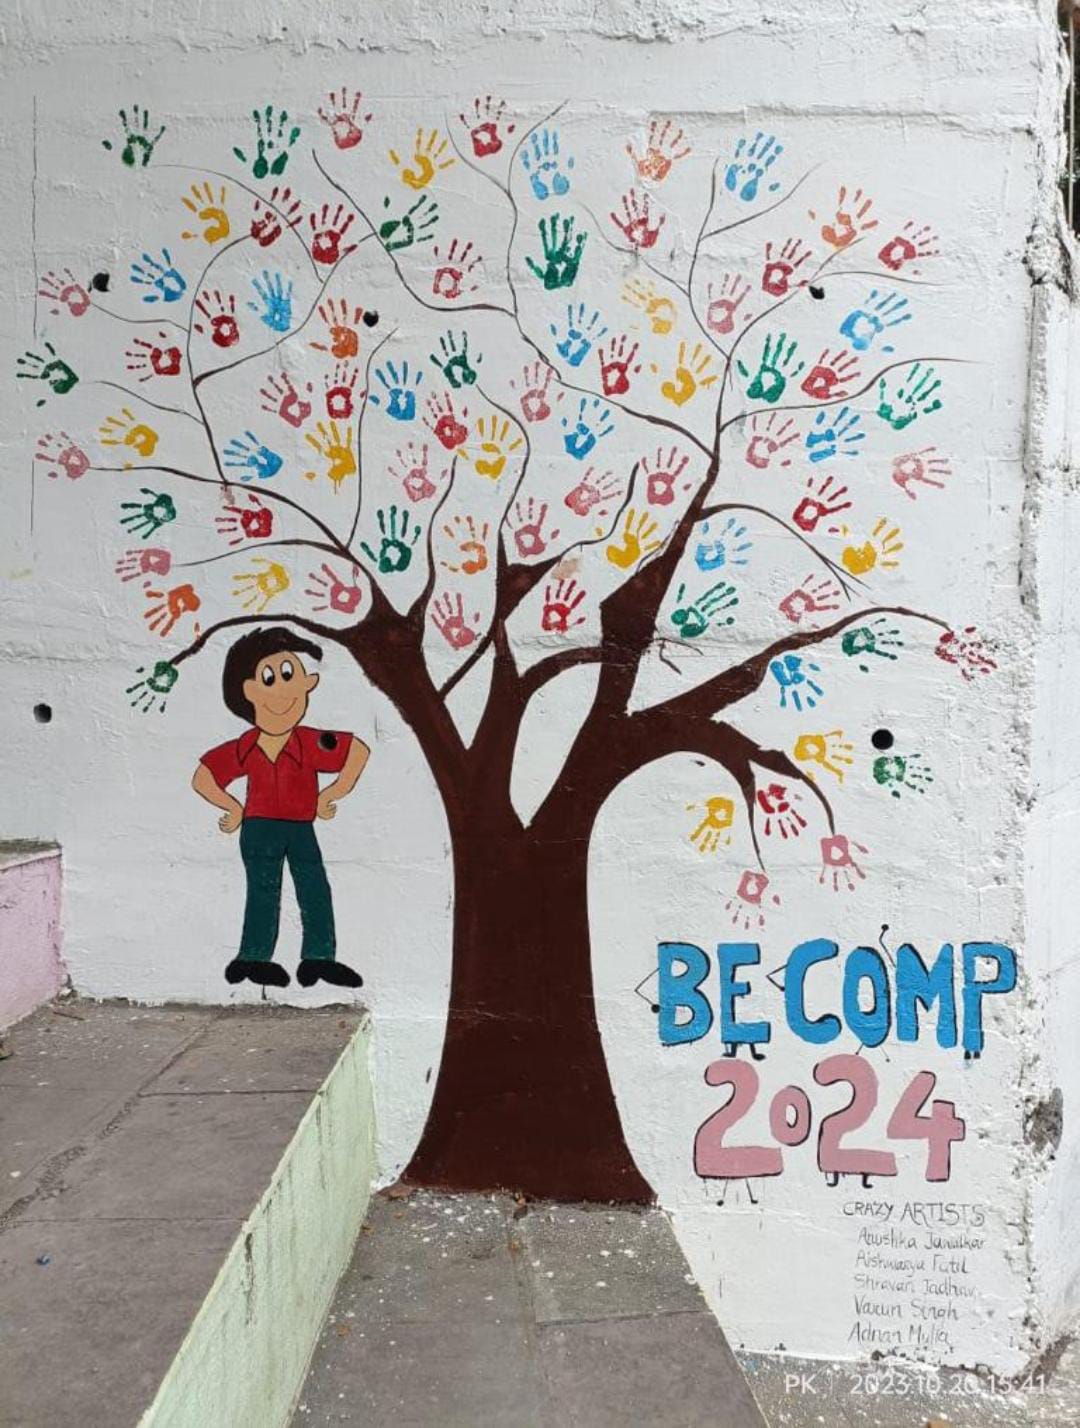 BE COMP
2024
CRAZY ARTISTS
Anushka Jawalkar
Aishwarya Patil
Shravan Jadhav
Varun Singh
Adnan Mulla
PK | 2023.10.20 15:41